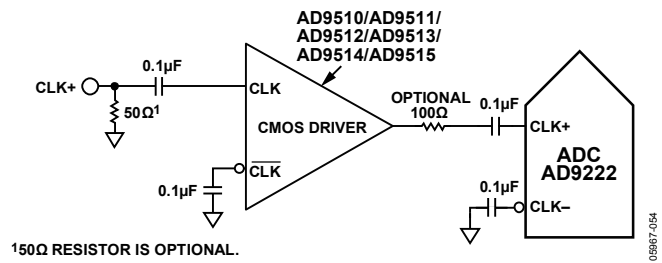 AD9510/AD9511/
AD9512/AD9513/
AD9514/AD9515
CLK+
0.1µF
50Ω¹
CLK
CMOS DRIVER
C̅L̅K̅
0.1µF
OPTIONAL
100Ω
0.1µF
CLK+
ADC
AD9222
0.1µF
CLK–
¹50Ω RESISTOR IS OPTIONAL.
05967-054